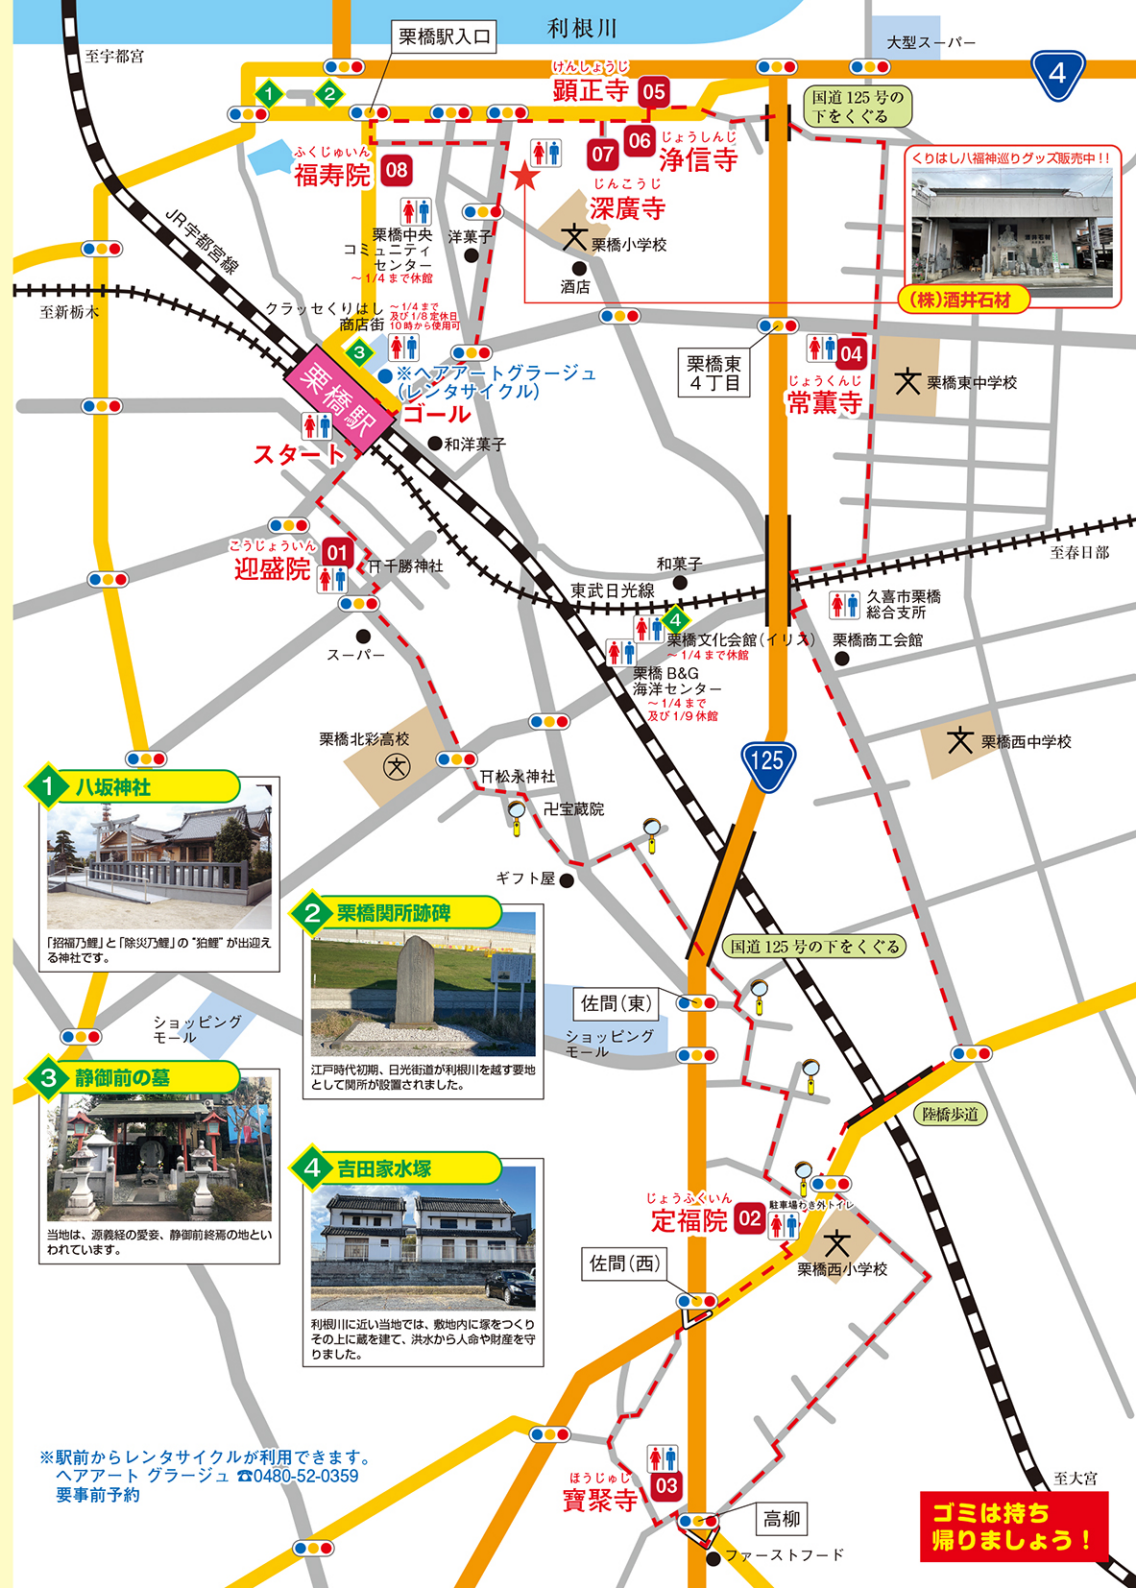 利根川
至宇都宮
栗橋駅入口
大型スーパー
4
けんしょうじ
顕正寺 05
国道125号の
下をくぐる
1
2
ふくじゅいん
福寿院 08
07
06
じょうしんじ
浄信寺
じんこうじ
深廣寺
くりはし八福神巡りグッズ販売中!!
(株)酒井石材
JR宇都宮線
栗橋中央
コミュニティ
センター
～1/4まで休館
洋菓子
文
栗橋小学校
酒店
至新栃木
クラッセくりはし
商店街
～1/4まで
及び1/8定休日
10時から使用可
3
※ヘアアートグラージュ
(レンタサイクル)
栗橋駅
ゴール
スタート
和洋菓子
栗橋東
4丁目
04
じょうくんじ
常薫寺
文
栗橋東中学校
こうじょういん
迎盛院
01
千勝神社
スーパー
東武日光線
和菓子
至春日部
4
栗橋文化会館(イリス)
～1/4まで休館
久喜市栗橋
総合支所
栗橋商工会館
栗橋B&G
海洋センター
～1/4まで
及び1/9休館
栗橋北彩高校
文
松永神社
卍宝蔵院
ギフト屋
125
文
栗橋西中学校
国道125号の下をくぐる
1 八坂神社
「招福乃鯉」と「除災乃鯉」の“狛鯉”が出迎え
る神社です。
2 栗橋関所跡碑
江戸時代初期、日光街道が利根川を越す要地
として関所が設置されました。
ショッピング
モール
佐間(東)
ショッピング
モール
3 静御前の墓
当地は、源義経の愛妾、静御前終焉の地とい
われています。
4 吉田家水塚
利根川に近い当地では、敷地内に塚をつくり
その上に蔵を建て、洪水から人命や財産を守
りました。
陸橋歩道
じょうふくいん
定福院 02
駐車場わき外トイレ
文
栗橋西小学校
佐間(西)
ほうじゅじ
寶聚寺
03
高柳
ファーストフード
至大宮
※駅前からレンタサイクルが利用できます。
ヘアアート グラージュ ☎0480-52-0359
要事前予約
ゴミは持ち
帰りましょう！